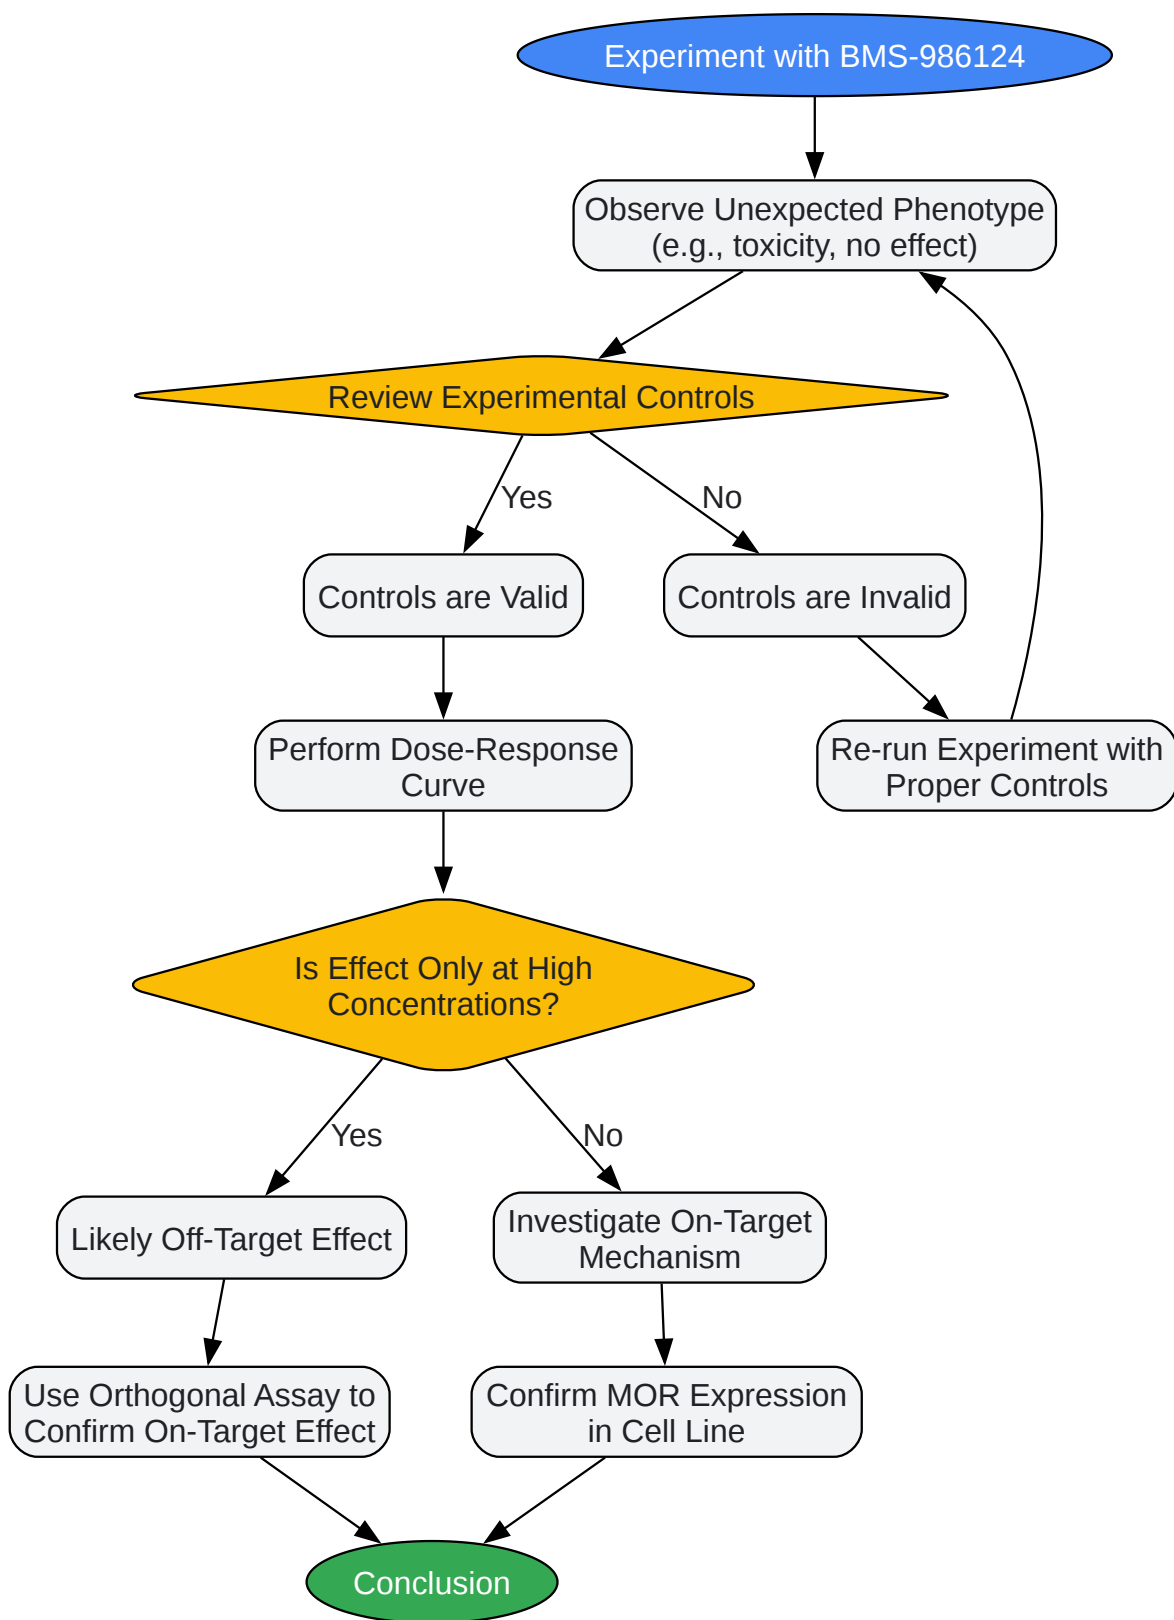 Experiment with BMS-986124
Observe Unexpected Phenotype
(e.g., toxicity, no effect)
Review Experimental Controls
Yes
No
Controls are Valid
Controls are Invalid
Perform Dose-Response
Curve
Re-run Experiment with
Proper Controls
Is Effect Only at High
Concentrations?
Yes
No
Likely Off-Target Effect
Investigate On-Target
Mechanism
Use Orthogonal Assay to
Confirm On-Target Effect
Confirm MOR Expression
in Cell Line
Conclusion